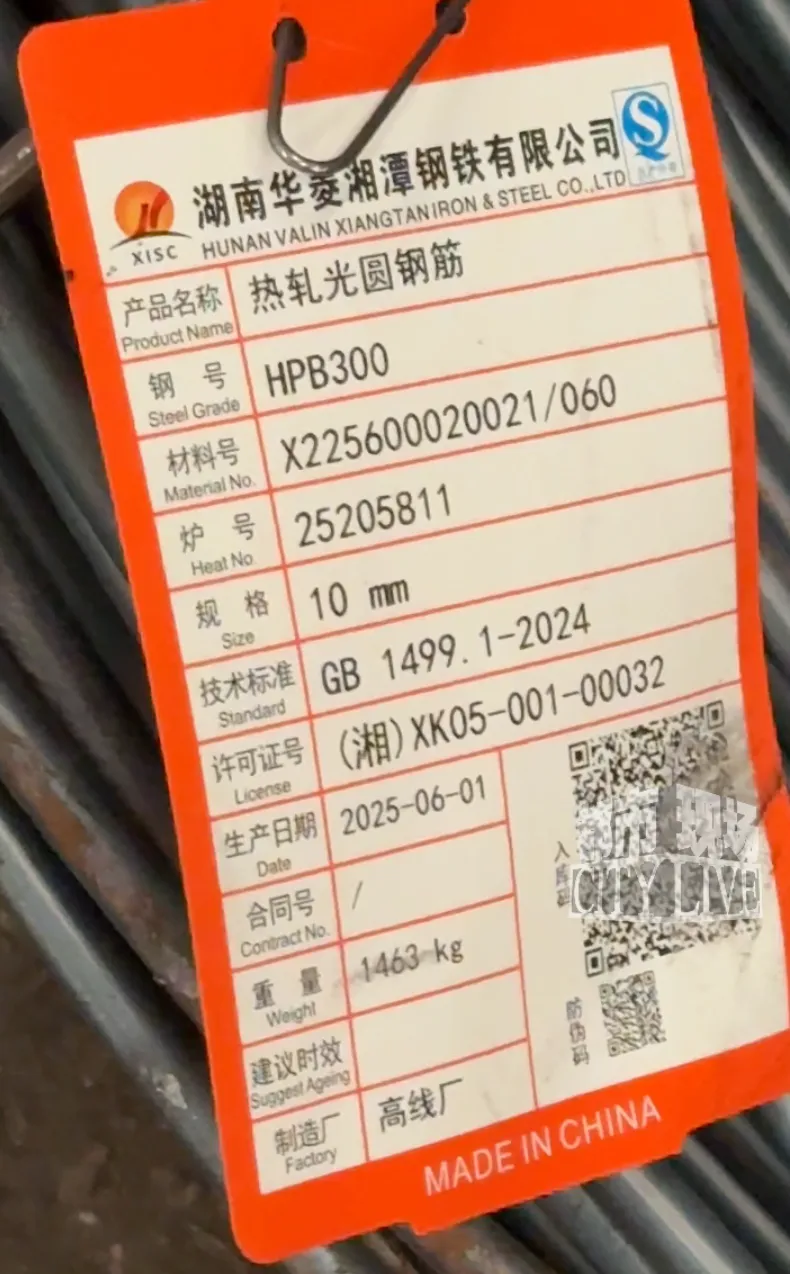 湖南华菱湘潭钢铁有限公司
XISC
HUNAN VALIN XIANGTAN IRON & STEEL CO.,LTD
产品名称 热轧光圆钢筋
Product Name
钢 号 HPB300
Steel Grade
材料号 X225600020021/060
Material No.
炉 号 25205811
Heat No.
规 格 10 mm
Size
技术标准 GB 1499.1-2024
Standard
许可证号 (湘)XK05-001-00032
License
生产日期 2025-06-01
Date
合同号 /
Contract No.
重 量 1463 kg
Weight
建议时效
Suggest Ageing
制造厂 高线厂
Factory
现场
CITY LIVE
防伪码
MADE IN CHINA